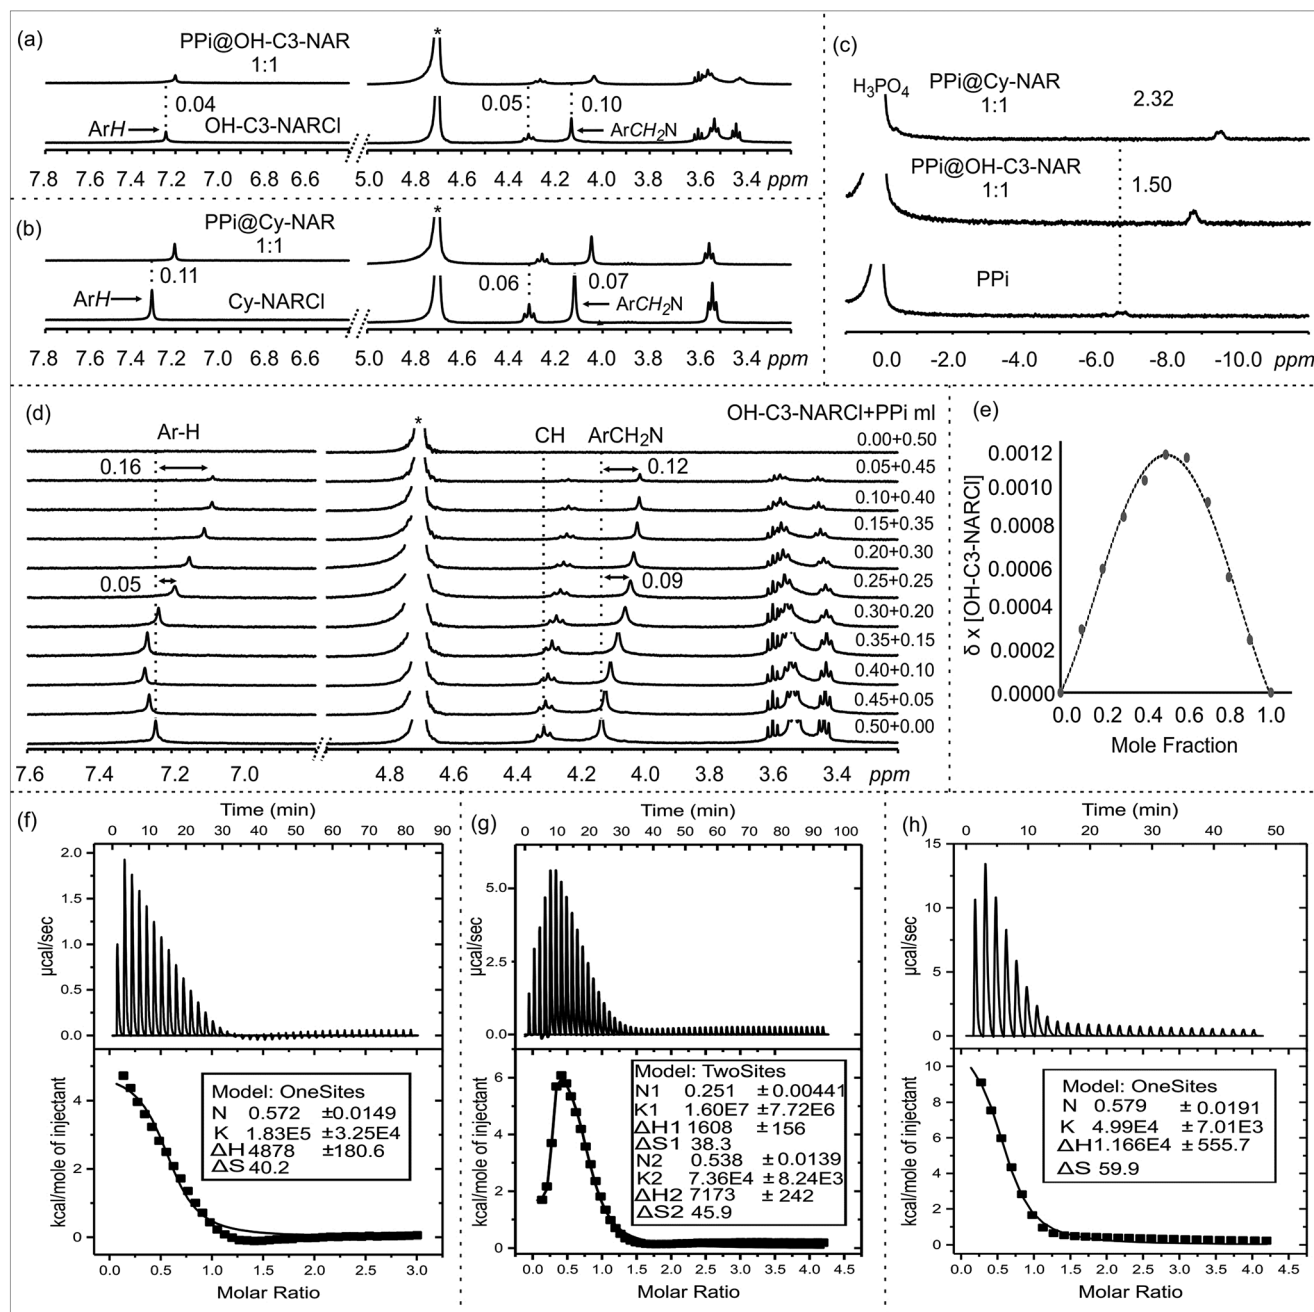 (a)
PPi@OH-C3-NAR
1:1
*
0.04
0.05
0.10
ArH
OH-C3-NARCl
ArCH2N
7.8 7.6 7.4 7.2 7.0 6.8 6.6 5.0 4.8 4.6 4.4 4.2 4.0 3.8 3.6 3.4 ppm
(b)
PPi@Cy-NAR
1:1
*
0.11
0.06
0.07
ArH
Cy-NARCl
ArCH2N
7.8 7.6 7.4 7.2 7.0 6.8 6.6 5.0 4.8 4.6 4.4 4.2 4.0 3.8 3.6 3.4 ppm
(c)
H3PO4
PPi@Cy-NAR
1:1
2.32
PPi@OH-C3-NAR
1:1
1.50
PPi
0.0 -2.0 -4.0 -6.0 -8.0 -10.0 ppm
(d)
OH-C3-NARCl+PPi ml
Ar-H
*
CH
ArCH2N
0.00+0.50
0.16
0.12
0.05+0.45
0.10+0.40
0.15+0.35
0.20+0.30
0.05
0.09
0.25+0.25
0.30+0.20
0.35+0.15
0.40+0.10
0.45+0.05
0.50+0.00
7.6 7.4 7.2 7.0 4.8 4.6 4.4 4.2 4.0 3.8 3.6 3.4 ppm
(e)
δ x [OH-C3-NARCl]
0.0012
0.0010
0.0008
0.0006
0.0004
0.0002
0.0000
0.0 0.2 0.4 0.6 0.8 1.0
Mole Fraction
(f)
Time (min)
0 10 20 30 40 50 60 70 80 90
µcal/sec
2.0
1.5
1.0
0.5
0.0
kcal/mole of injectant
4
2
0
Model: OneSites
N 0.572 ±0.0149
K 1.83E5 ±3.25E4
ΔH 4878 ±180.6
ΔS 40.2
0.0 0.5 1.0 1.5 2.0 2.5 3.0
Molar Ratio
(g)
Time (min)
0 10 20 30 40 50 60 70 80 90 100
µcal/sec
5.0
2.5
0.0
kcal/mole of injectant
6
4
2
0
Model: TwoSites
N1 0.251 ±0.00441
K1 1.60E7 ±7.72E6
ΔH1 1608 ±156
ΔS1 38.3
N2 0.538 ±0.0139
K2 7.36E4 ±8.24E3
ΔH2 7173 ± 242
ΔS2 45.9
0.0 0.5 1.0 1.5 2.0 2.5 3.0 3.5 4.0 4.5
Molar Ratio
(h)
Time (min)
0 10 20 30 40 50
µcal/sec
15
10
5
0
kcal/mole of injectant
10
8
6
4
2
0
Model: OneSites
N 0.579 ± 0.0191
K 4.99E4 ± 7.01E3
ΔH1.166E4 ± 555.7
ΔS 59.9
0.0 0.5 1.0 1.5 2.0 2.5 3.0 3.5 4.0 4.5
Molar Ratio